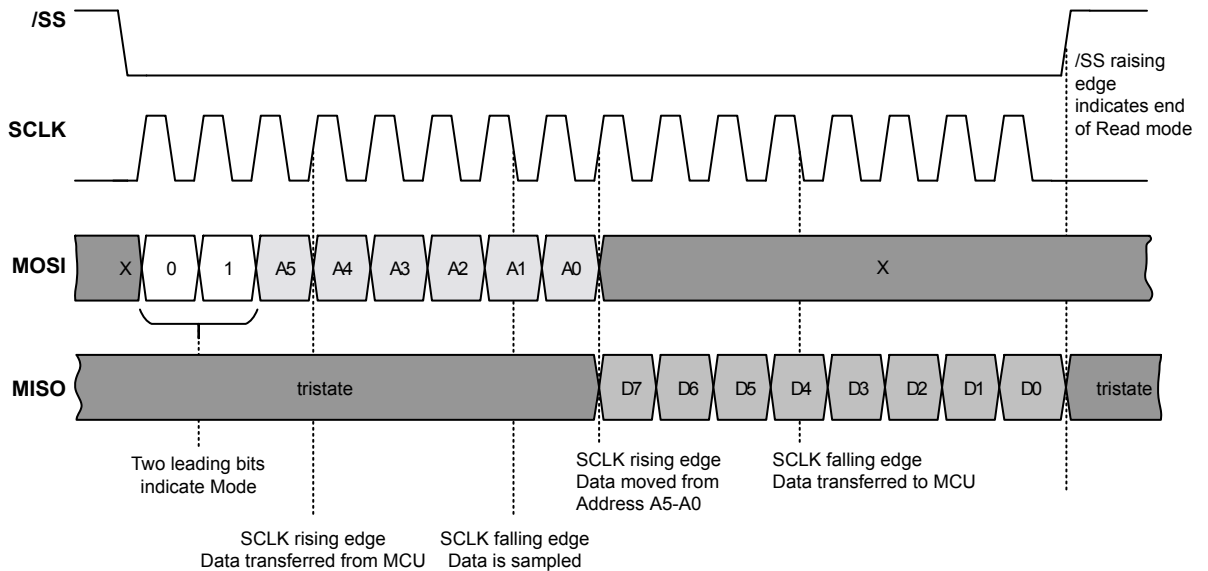 /SS
/SS raising
edge
indicates end
of Read mode
SCLK
MOSI
X 0 1 A5 A4 A3 A2 A1 A0 X
MISO
tristate D7 D6 D5 D4 D3 D2 D1 D0 tristate
Two leading bits
indicate Mode
SCLK rising edge
Data moved from
Address A5-A0
SCLK falling edge
Data transferred to MCU
SCLK rising edge
Data transferred from MCU
SCLK falling edge
Data is sampled